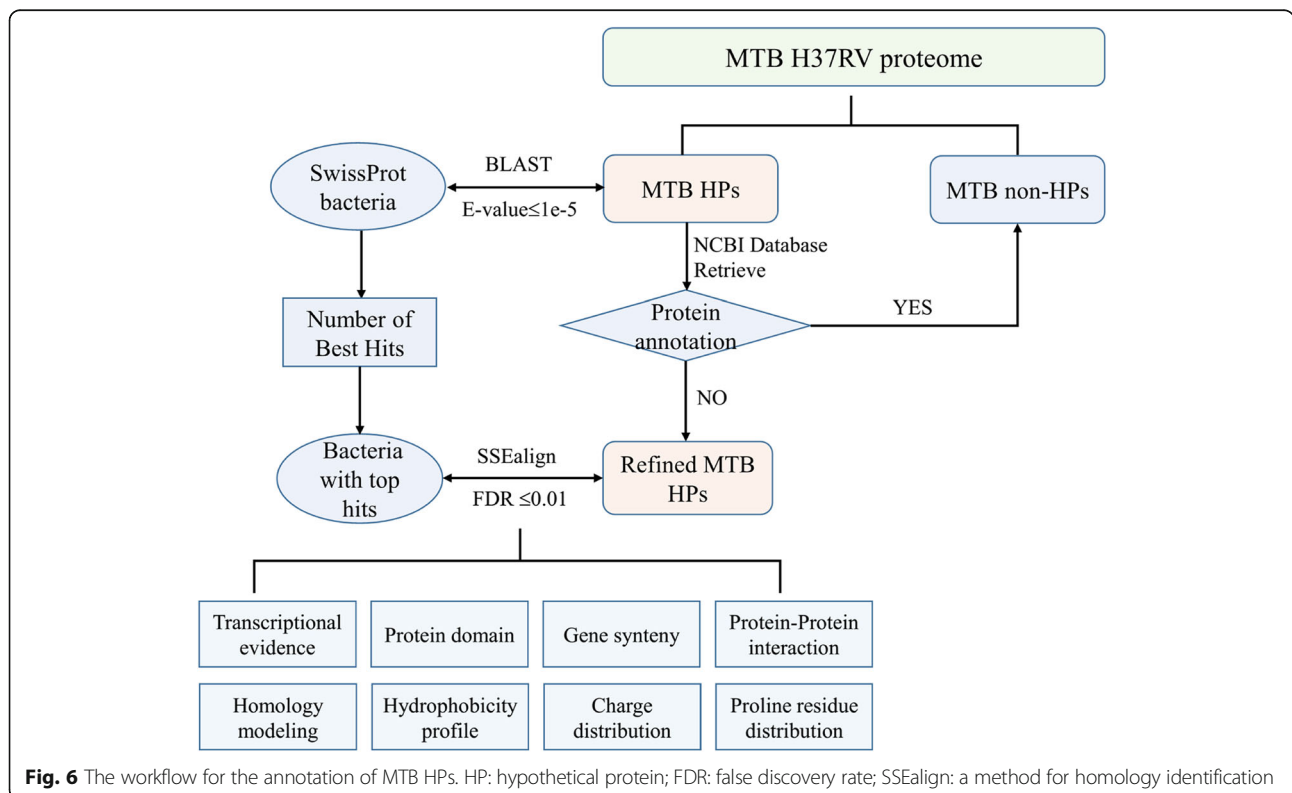 MTB H37RV proteome
SwissProt
bacteria
BLAST
E-value≤1e-5
MTB HPs
MTB non-HPs
NCBI Database
Retrieve
Number of
Best Hits
Protein
annotation
YES
NO
Bacteria
with top
hits
SSEalign
FDR ≤0.01
Refined MTB
HPs
Transcriptional
evidence
Protein domain
Gene synteny
Protein-Protein
interaction
Homology
modeling
Hydrophobicity
profile
Charge
distribution
Proline residue
distribution
Fig. 6 The workflow for the annotation of MTB HPs. HP: hypothetical protein; FDR: false discovery rate; SSEalign: a method for homology identification